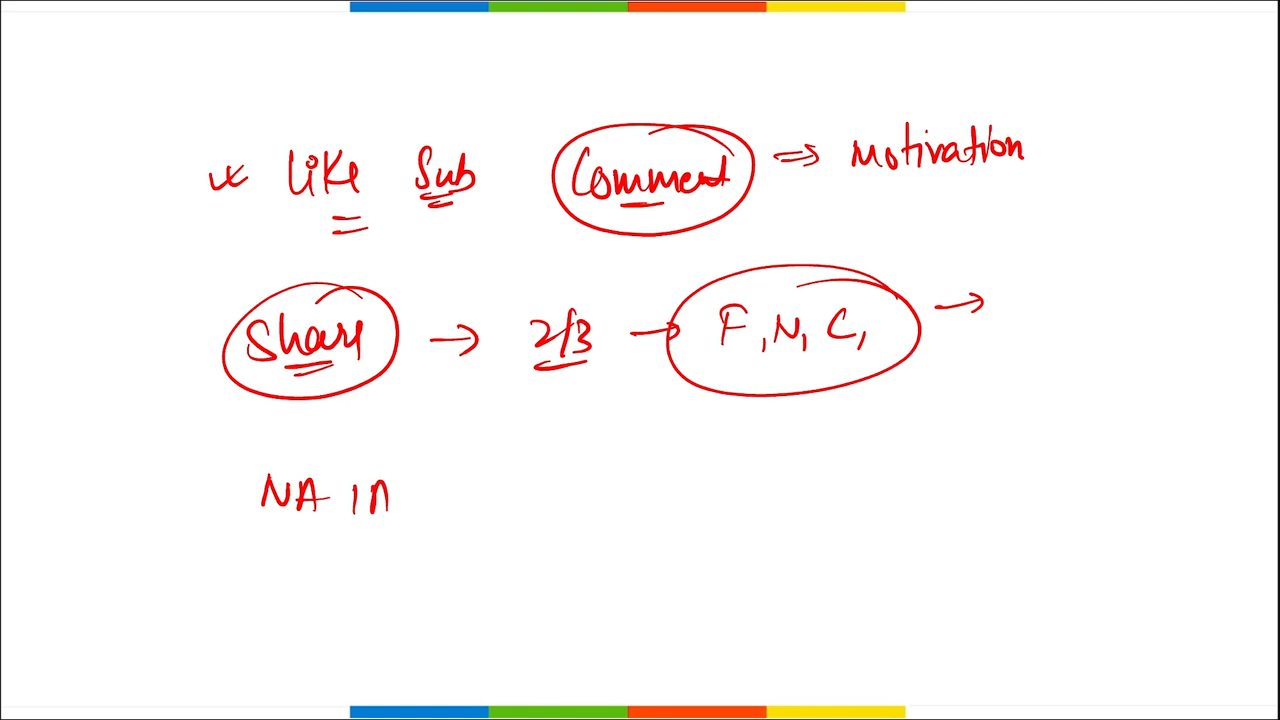 * Like Sub Comment => Motivation
Share → 2/3 → F, N, C, →
NA in